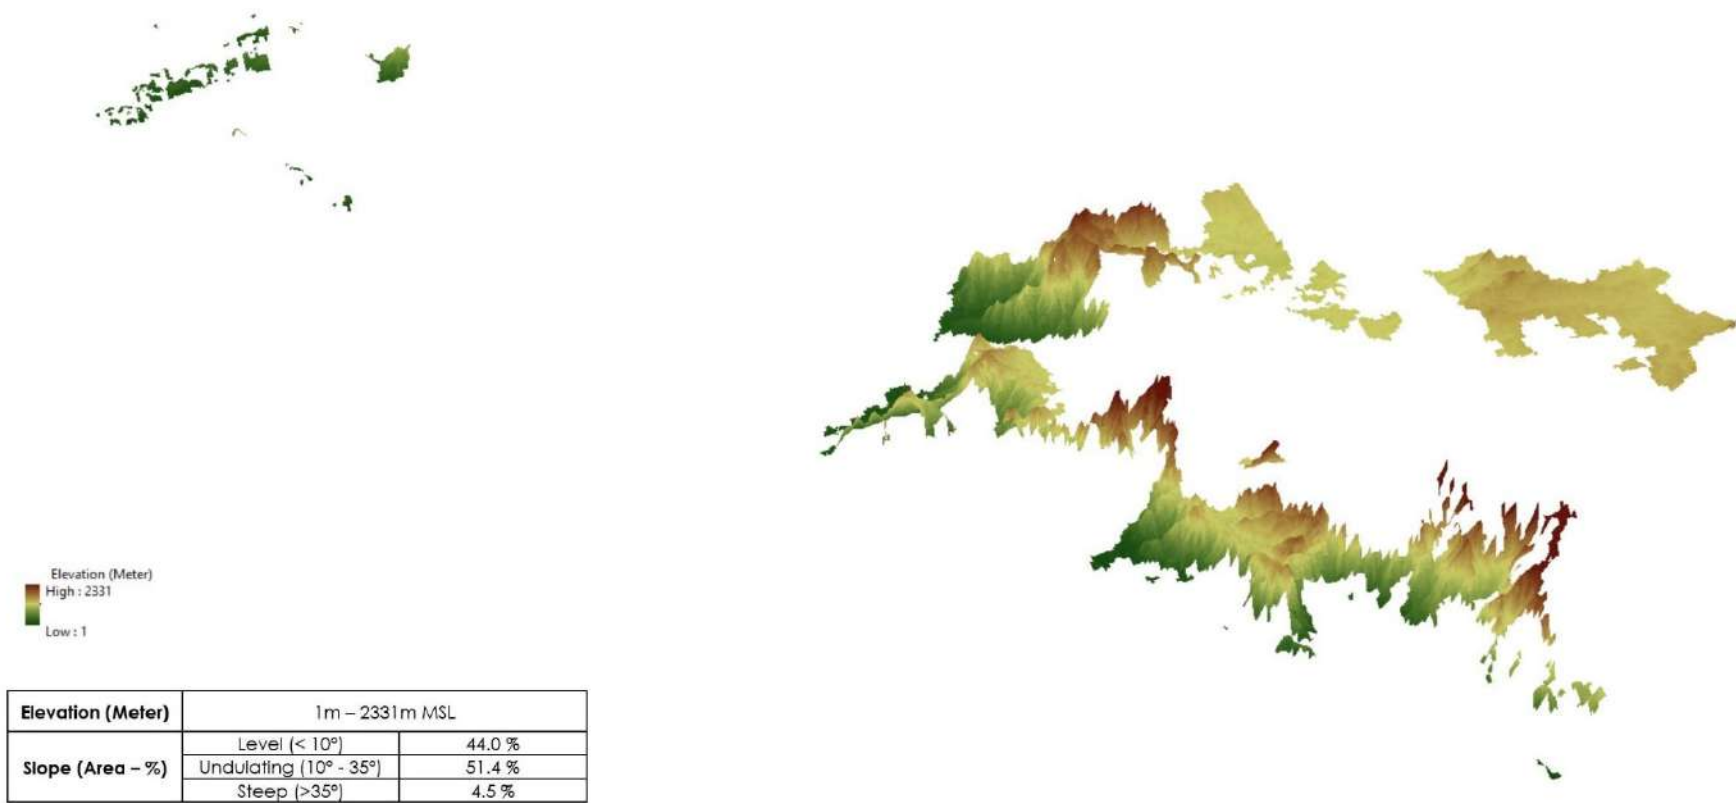 Elevation (Meter)
High : 2331
Low : 1
Elevation (Meter) 1m – 2331m MSL
Slope (Area – %) Level (< 10°) 44.0 %
Undulating (10° - 35°) 51.4 %
Steep (>35°) 4.5 %